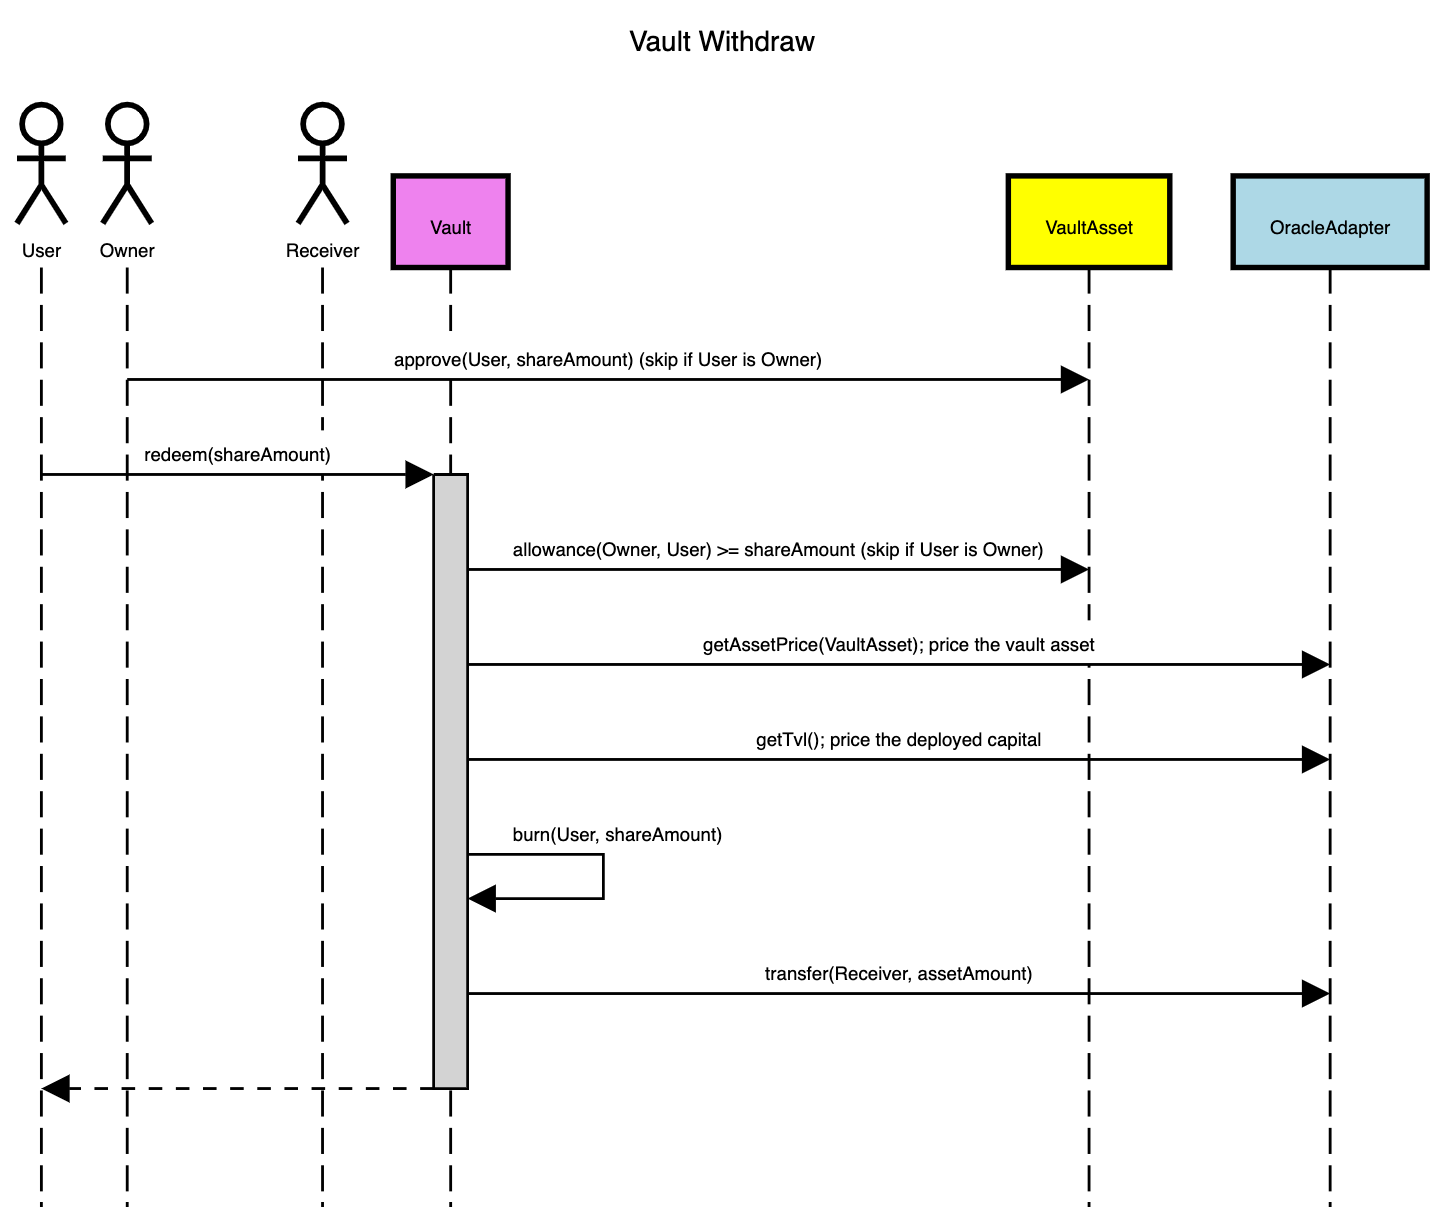 Vault Withdraw
User
Owner
Receiver
Vault
VaultAsset
OracleAdapter
approve(User, shareAmount) (skip if User is Owner)
redeem(shareAmount)
allowance(Owner, User) >= shareAmount (skip if User is Owner)
getAssetPrice(VaultAsset); price the vault asset
getTvl(); price the deployed capital
burn(User, shareAmount)
transfer(Receiver, assetAmount)